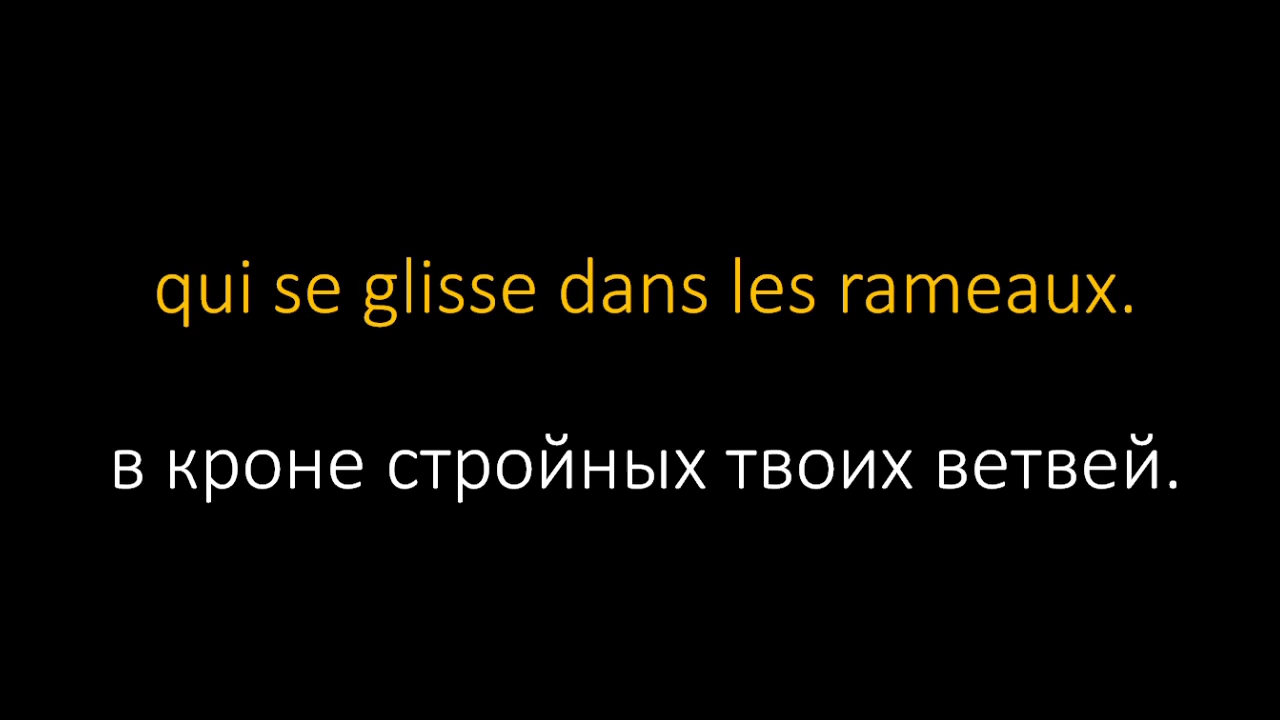 qui se glisse dans les rameaux.
в кроне стройных твоих ветвей.